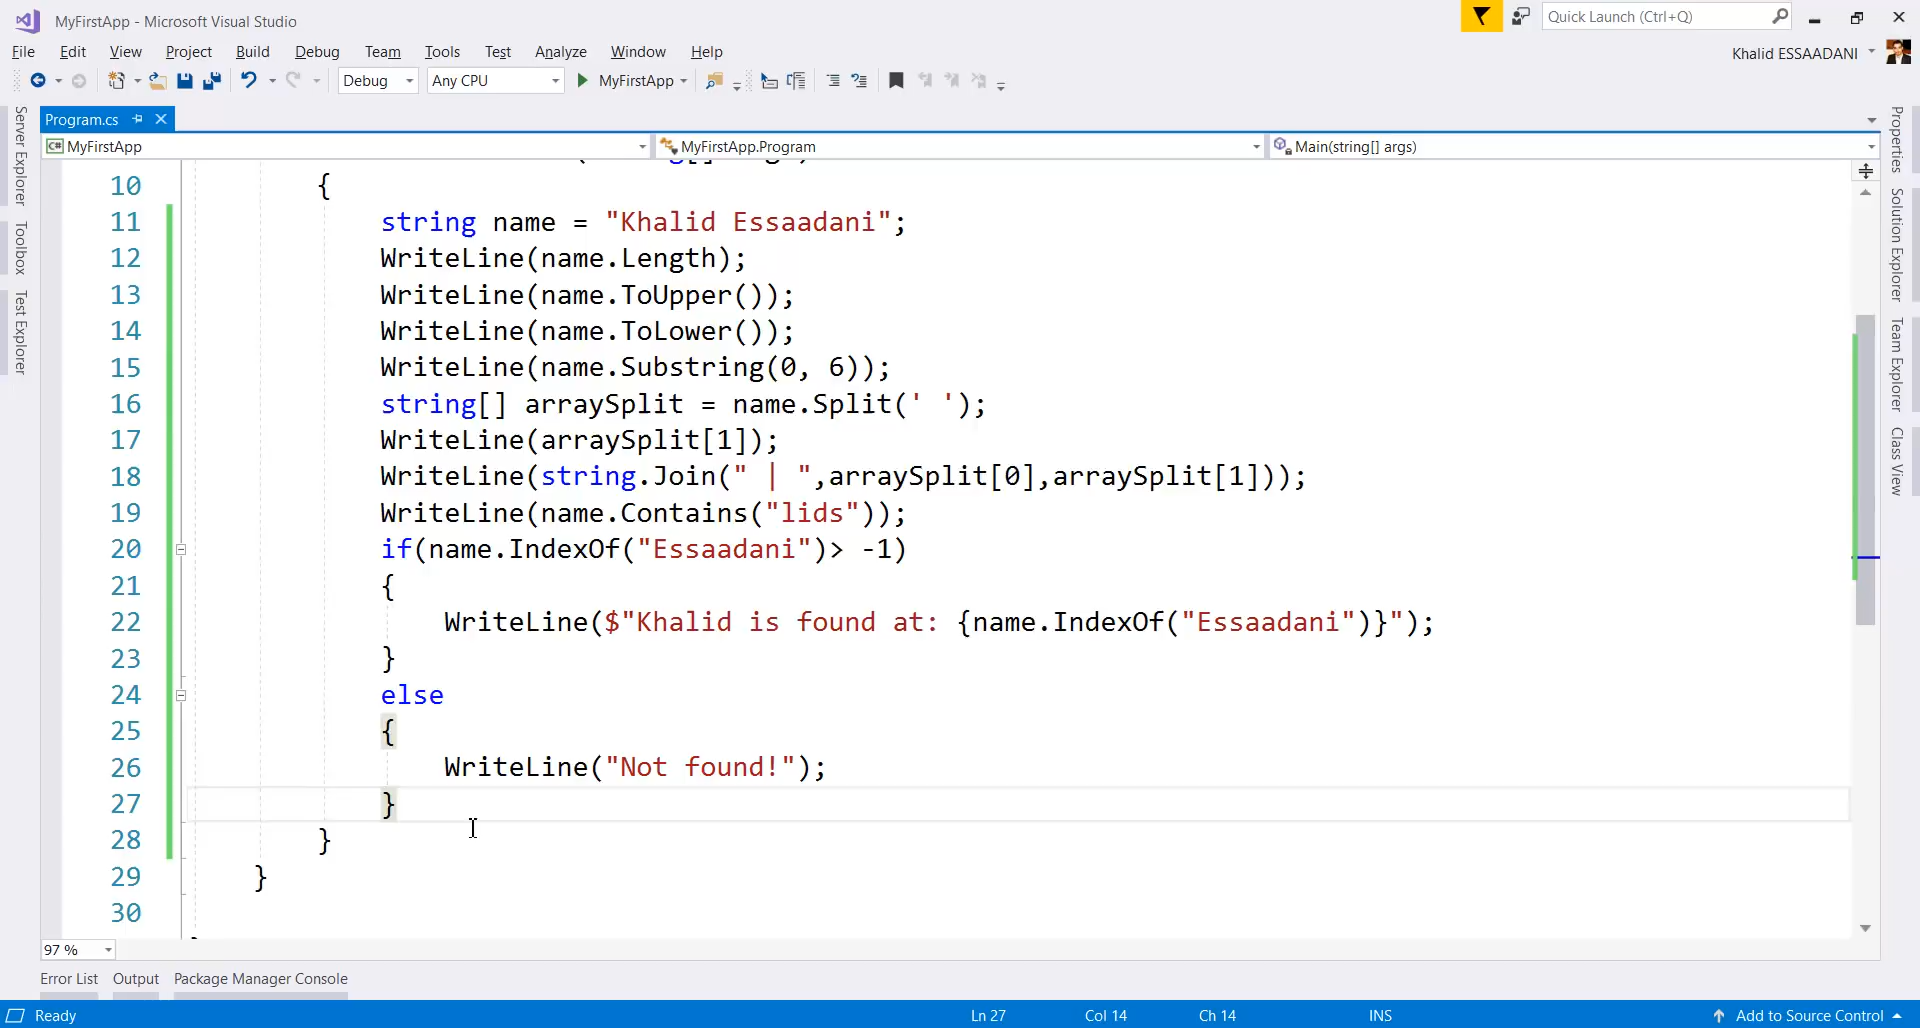 MyFirstApp - Microsoft Visual Studio
Quick Launch (Ctrl+Q)
File Edit View Project Build Debug Team Tools Test Analyze Window Help
Khalid ESSAADANI
Debug Any CPU MyFirstApp
Program.cs
MyFirstApp MyFirstApp.Program Main(string[] args)
Server Explorer
Toolbox
Test Explorer
10 {
11 string name = "Khalid Essaadani";
12 WriteLine(name.Length);
13 WriteLine(name.ToUpper());
14 WriteLine(name.ToLower());
15 WriteLine(name.Substring(0, 6));
16 string[] arraySplit = name.Split(' ');
17 WriteLine(arraySplit[1]);
18 WriteLine(string.Join(" | ",arraySplit[0],arraySplit[1]));
19 WriteLine(name.Contains("lids"));
20 if(name.IndexOf("Essaadani")> -1)
21 {
22 WriteLine($"Khalid is found at: {name.IndexOf("Essaadani")}");
23 }
24 else
25 {
26 WriteLine("Not found!");
27 }
28 }
29 }
30
Properties
Solution Explorer
Team Explorer
Class View
97 %
Error List Output Package Manager Console
Ready Ln 27 Col 14 Ch 14 INS Add to Source Control